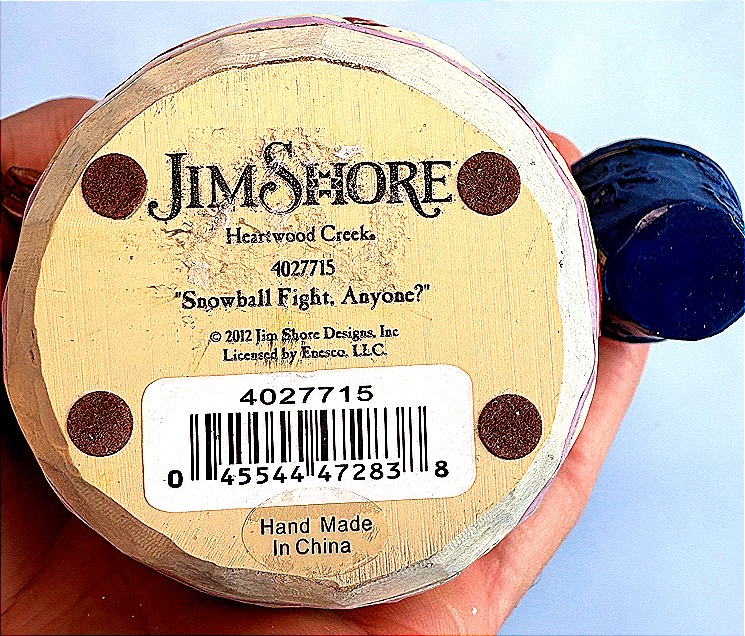 JIM SHORE
Heartwood Creek.
4027715
"Snowball Fight, Anyone?"
© 2012 Jim Shore Designs, Inc
Licensed by Enesco, LLC.
4027715
0 45544 47283 8
Hand Made
In China